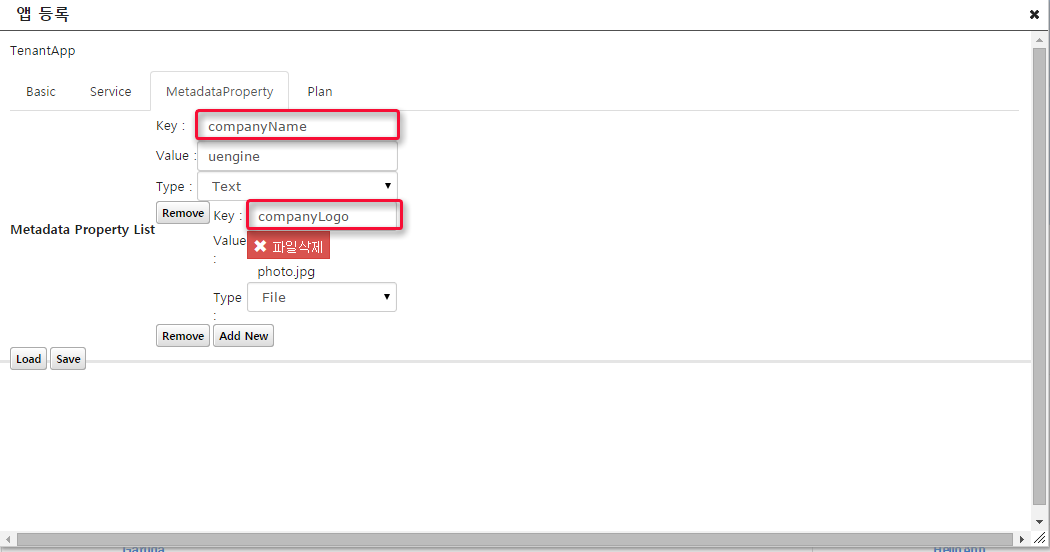 앱 등록
TenantApp
Basic Service MetadataProperty Plan
Key : companyName
Value : uengine
Type : Text
Remove Key : companyLogo
Metadata Property List
Value : 파일삭제
photo.jpg
Type : File
Remove Add New
Load Save